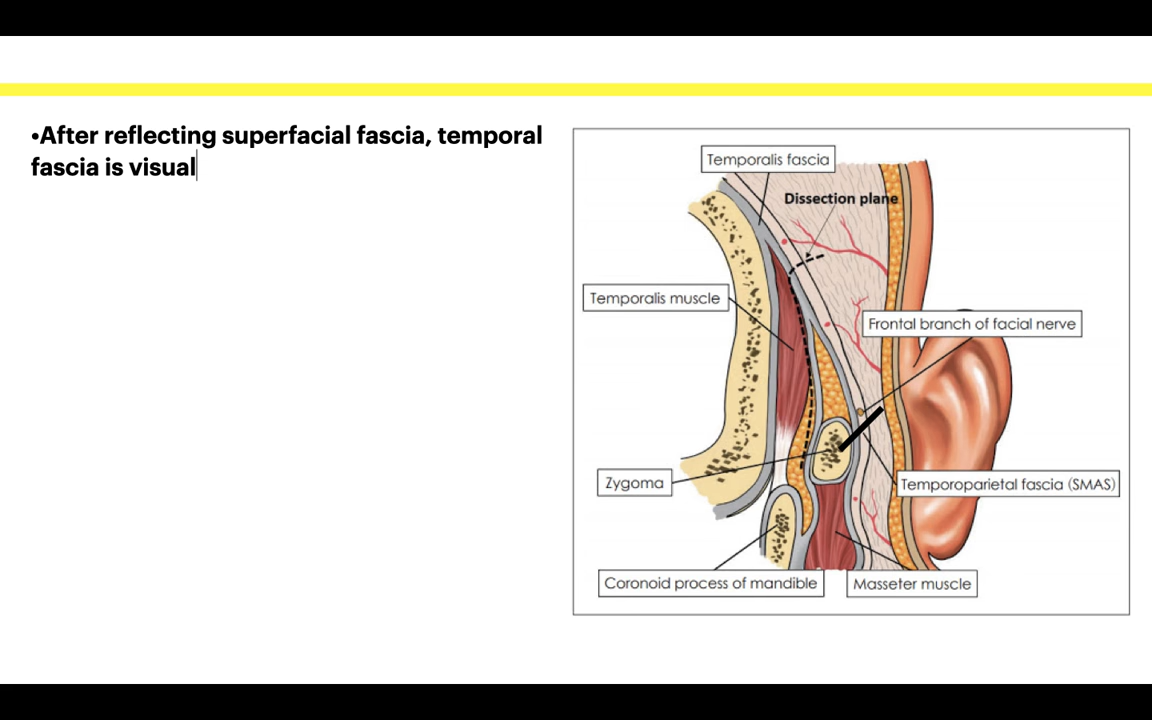 •After reflecting superfacial fascia, temporal
fascia is visual
Temporalis fascia
Dissection plane
Temporalis muscle
Frontal branch of facial nerve
Zygoma
Temporoparietal fascia (SMAS)
Coronoid process of mandible
Masseter muscle